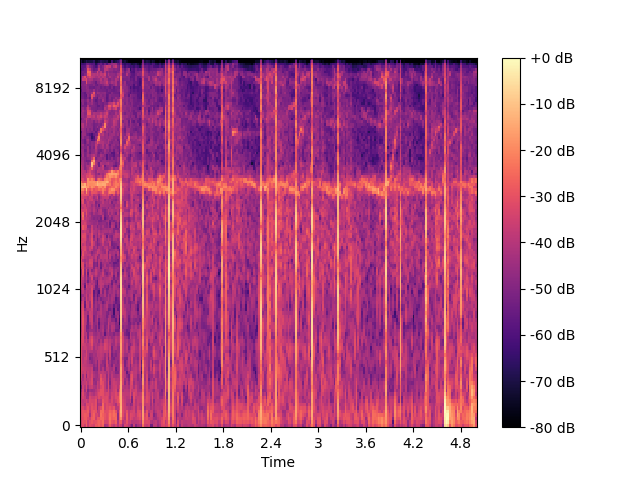 8192
4096
2048
1024
512
0
Hz
0 0.6 1.2 1.8 2.4 3 3.6 4.2 4.8
Time
+0 dB
-10 dB
-20 dB
-30 dB
-40 dB
-50 dB
-60 dB
-70 dB
-80 dB